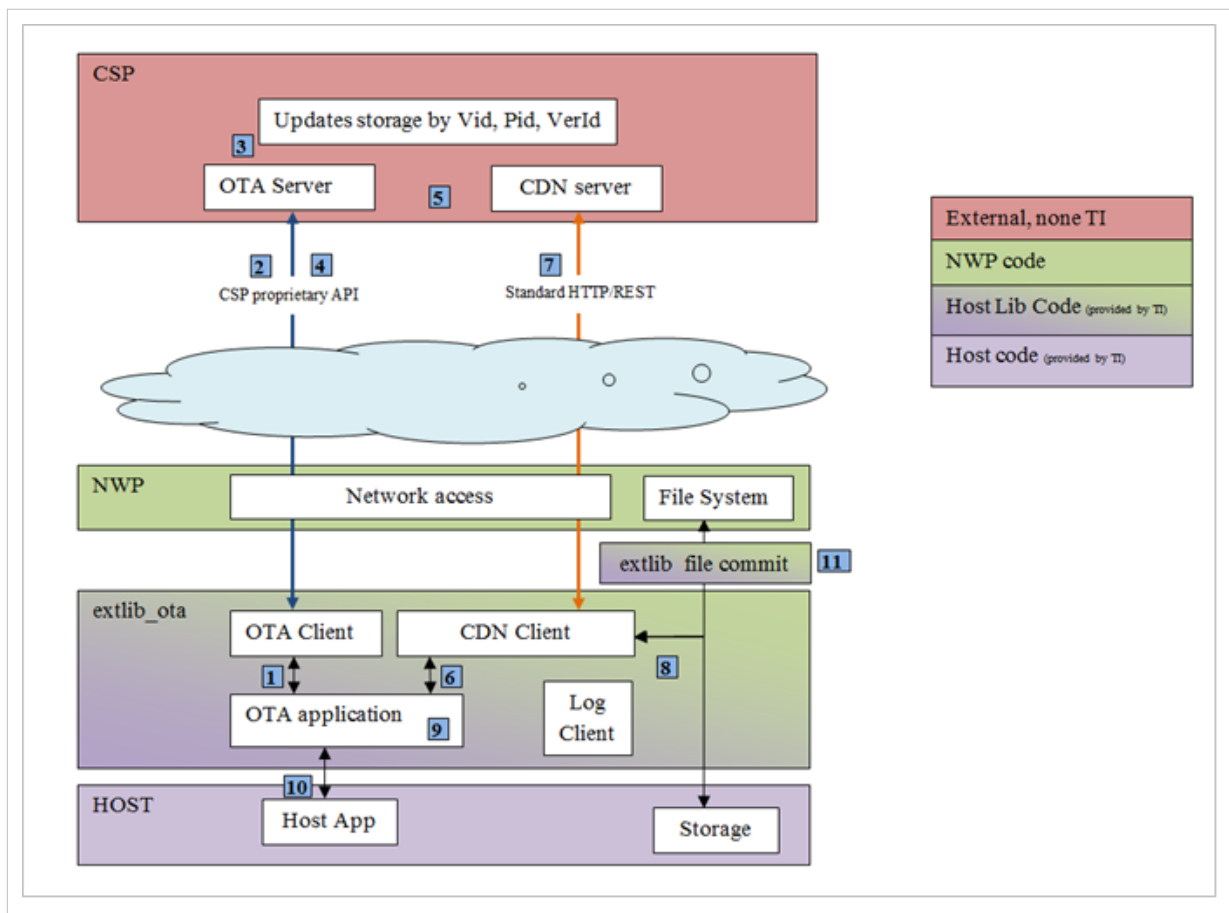 CSP
Updates storage by Vid, Pid, VerId
3
OTA Server
5
CDN server
2
4
CSP proprietary API
7
Standard HTTP/REST
External, none TI
NWP code
Host Lib Code (provided by TI)
Host code (provided by TI)
NWP
Network access
File System
extlib file commit
11
extlib_ota
OTA Client
CDN Client
1
6
8
OTA application
9
Log
Client
10
HOST
Host App
Storage